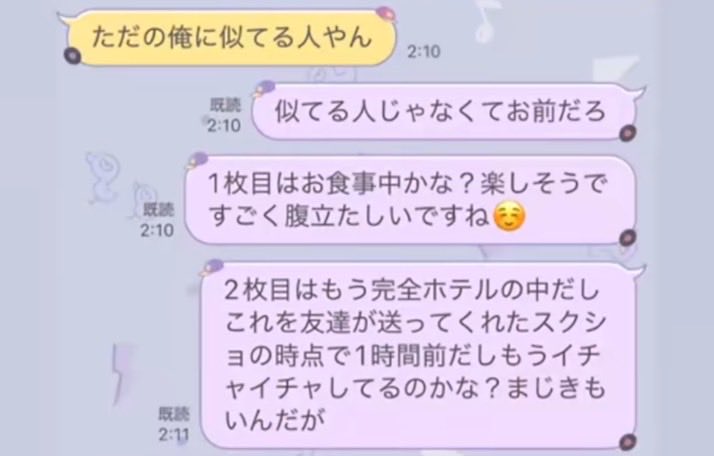 ただの俺に似てる人やん
2:10
既読
2:10
似てる人じゃなくてお前だろ
1枚目はお食事中かな？楽しそうで
すごく腹立たしいですね☺️
既読
2:10
2枚目はもう完全ホテルの中だし
これを友達が送ってくれたスクシ
ョの時点で1時間前だしもうイチ
ャイチャしてるのかな？まじきも
いんだが
既読
2:11